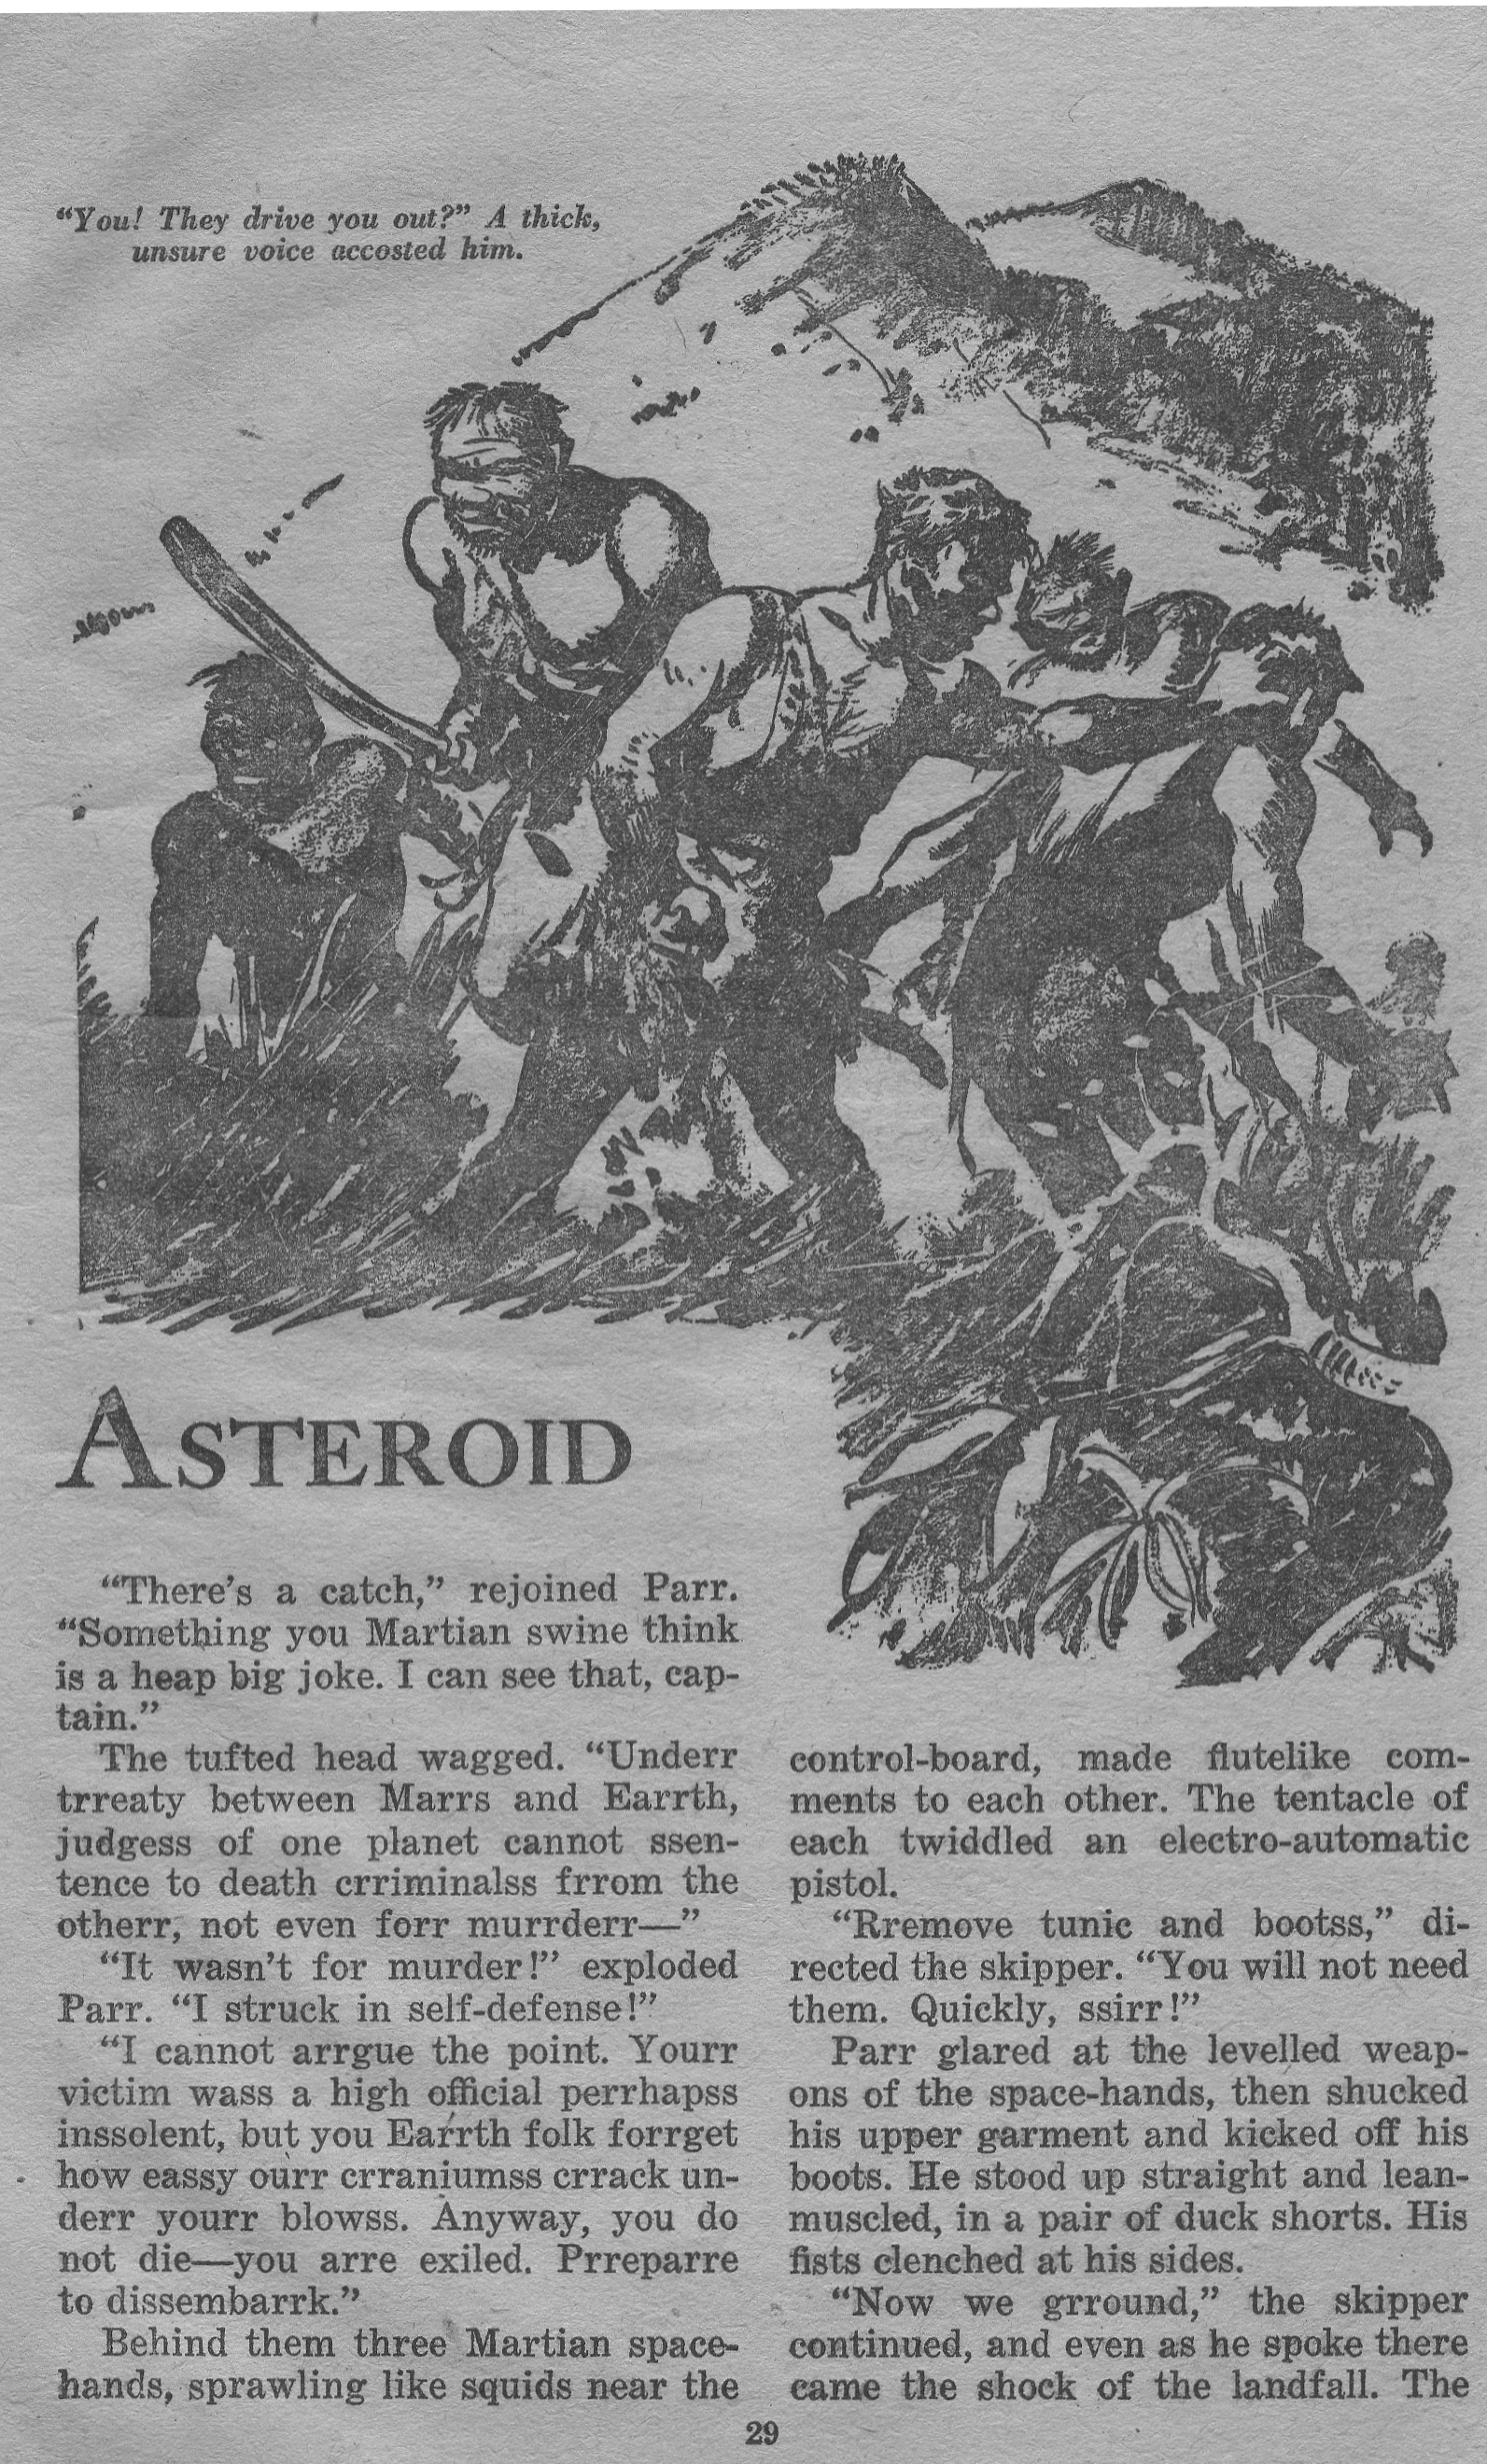 “You! They drive you out?” A thick,
unsure voice accosted him.
ASTEROID
“There’s a catch,” rejoined Parr.
“Something you Martian swine think
is a heap big joke. I can see that, cap-
tain.”
The tufted head wagged. “Underr
trreaty between Marrs and Earrth,
judgess of one planet cannot ssen-
tence to death crriminalss frrom the
otherr, not even forr murrderr—”
“It wasn’t for murder!” exploded
Parr. “I struck in self-defense!”
“I cannot arrgue the point. Yourr
victim wass a high official perrhapss
inssolent, but you Earrth folk forrget
how eassy ourr crraniumss crrack un-
derr yourr blowss. Anyway, you do
not die—you arre exiled. Prreparre
to dissembarrk.”
Behind them three Martian space-
hands, sprawling like squids near the
control-board, made flutelike com-
ments to each other. The tentacle of
each twiddled an electro-automatic
pistol.
“Rremove tunic and bootss,” di-
rected the skipper. “You will not need
them. Quickly, ssirr!”
Parr glared at the levelled weap-
ons of the space-hands, then shucked
his upper garment and kicked off his
boots. He stood up straight and lean-
muscled, in a pair of duck shorts. His
fists clenched at his sides.
“Now we grround,” the skipper
continued, and even as he spoke there
came the shock of the landfall. The
29